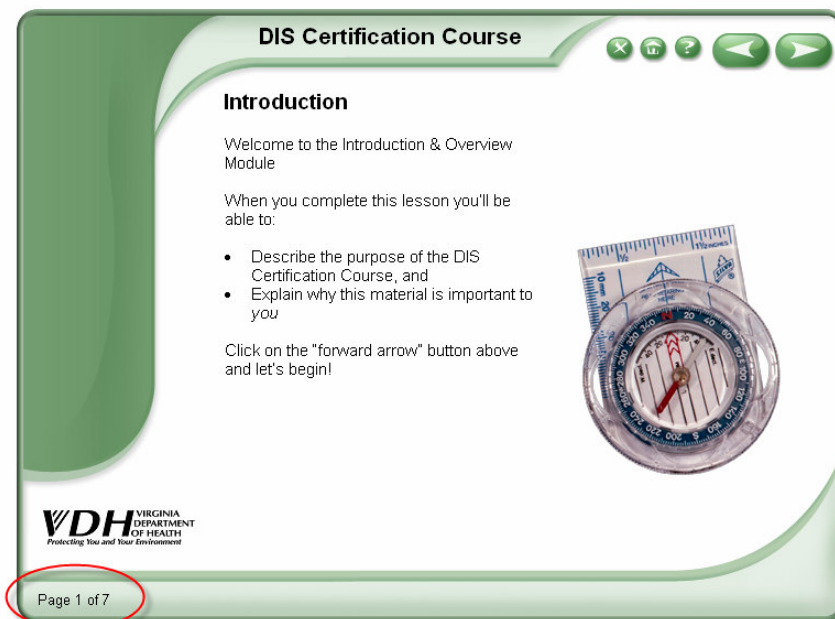 DIS Certification Course
?
Introduction
Welcome to the Introduction & Overview
Module
When you complete this lesson you'll be
able to:
• Describe the purpose of the DIS
Certification Course, and
• Explain why this material is important to
you
Click on the "forward arrow" button above
and let's begin!
VDH VIRGINIA
DEPARTMENT
OF HEALTH
Protecting You and Your Environment
Page 1 of 7